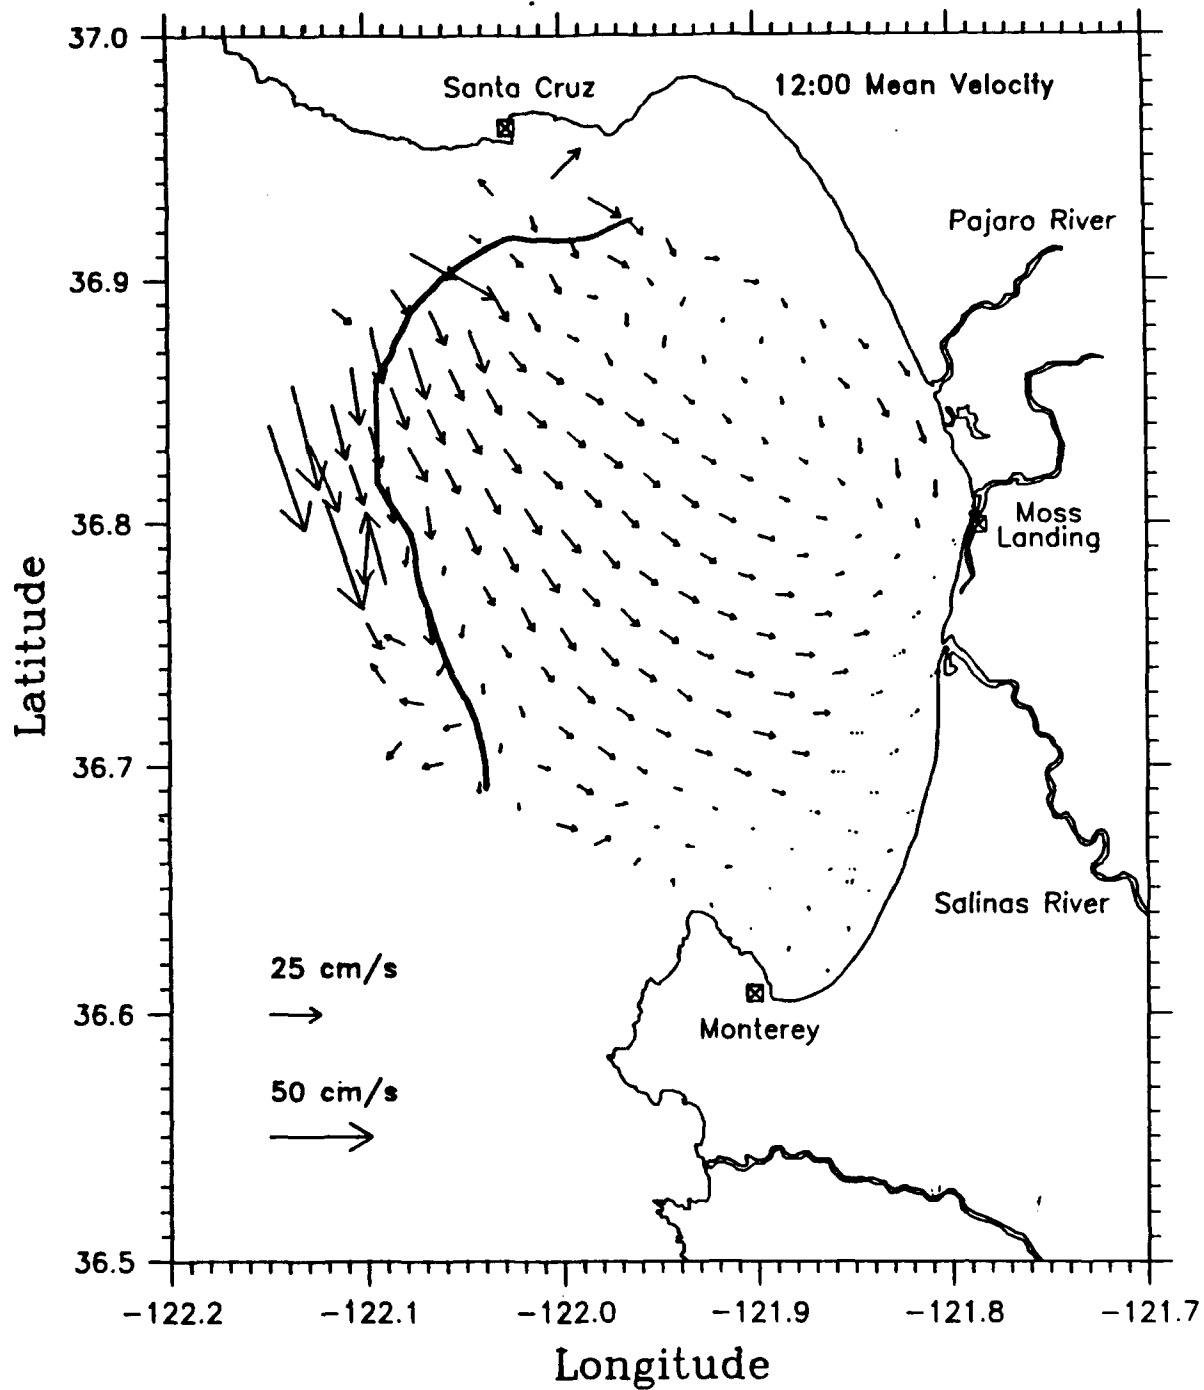 37.0
Santa Cruz
12:00 Mean Velocity
Pajaro River
36.9
36.8
Moss
Landing
Latitude
36.7
Salinas River
25 cm/s
36.6
Monterey
50 cm/s
36.5
−122.2
−122.1
−122.0
−121.9
−121.8
−121.7
Longitude